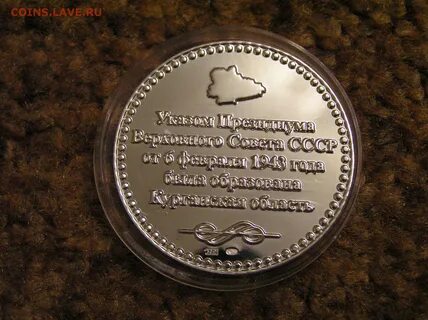 COINS.LAVE.RU
Указом Президиума
Верховного Совета СССР
от 6 февраля 1943 года
была образована
Курганская область